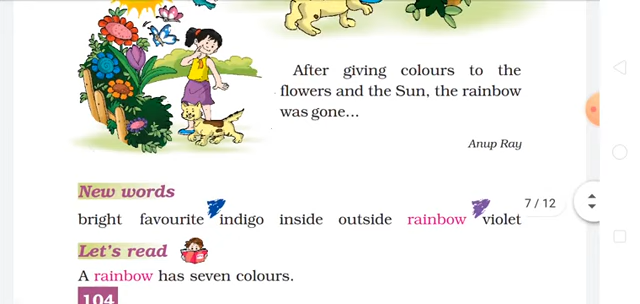 After giving colours to the
flowers and the Sun, the rainbow
was gone...
Anup Ray
New words
7 / 12
bright favourite indigo inside outside rainbow violet
Let's read
A rainbow has seven colours.
104